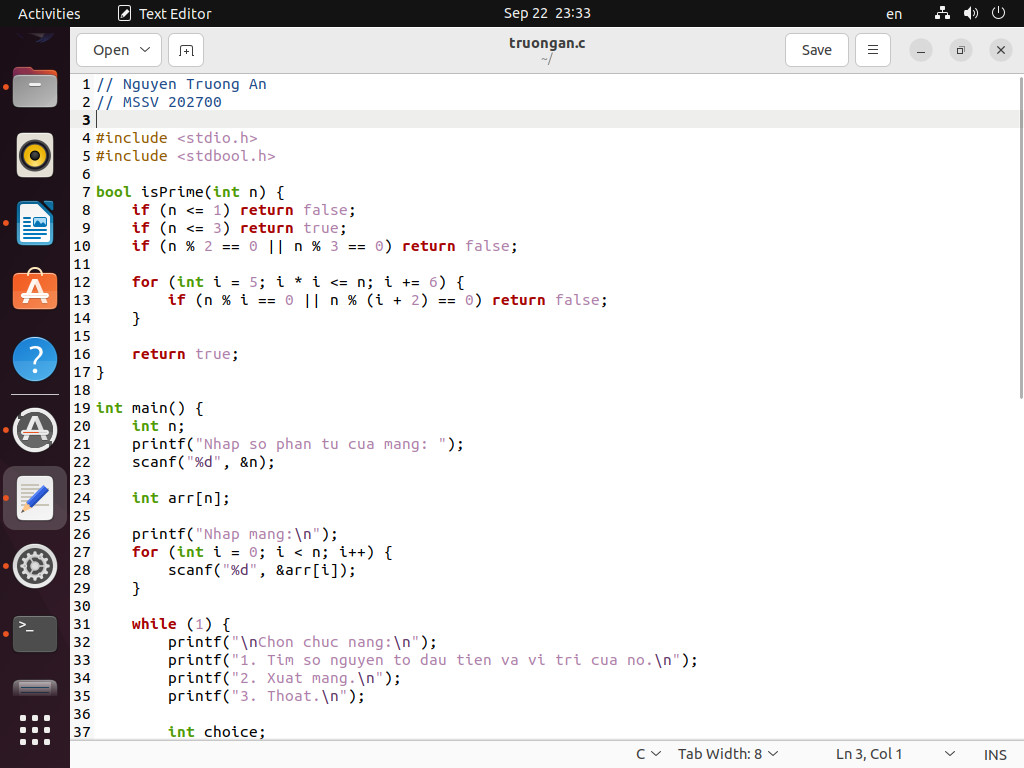 Activities Text Editor Sep 22 23:33 en
Open truongan.c Save
~/
1 // Nguyen Truong An
2 // MSSV 202700
3
4 #include <stdio.h>
5 #include <stdbool.h>
6
7 bool isPrime(int n) {
8     if (n <= 1) return false;
9     if (n <= 3) return true;
10     if (n % 2 == 0 || n % 3 == 0) return false;
11
12     for (int i = 5; i * i <= n; i += 6) {
13         if (n % i == 0 || n % (i + 2) == 0) return false;
14     }
15
16     return true;
17 }
18
19 int main() {
20     int n;
21     printf("Nhap so phan tu cua mang: ");
22     scanf("%d", &n);
23
24     int arr[n];
25
26     printf("Nhap mang:\n");
27     for (int i = 0; i < n; i++) {
28         scanf("%d", &arr[i]);
29     }
30
31     while (1) {
32         printf("\nChon chuc nang:\n");
33         printf("1. Tim so nguyen to dau tien va vi tri cua no.\n");
34         printf("2. Xuat mang.\n");
35         printf("3. Thoat.\n");
36
37         int choice;
C Tab Width: 8 Ln 3, Col 1 INS